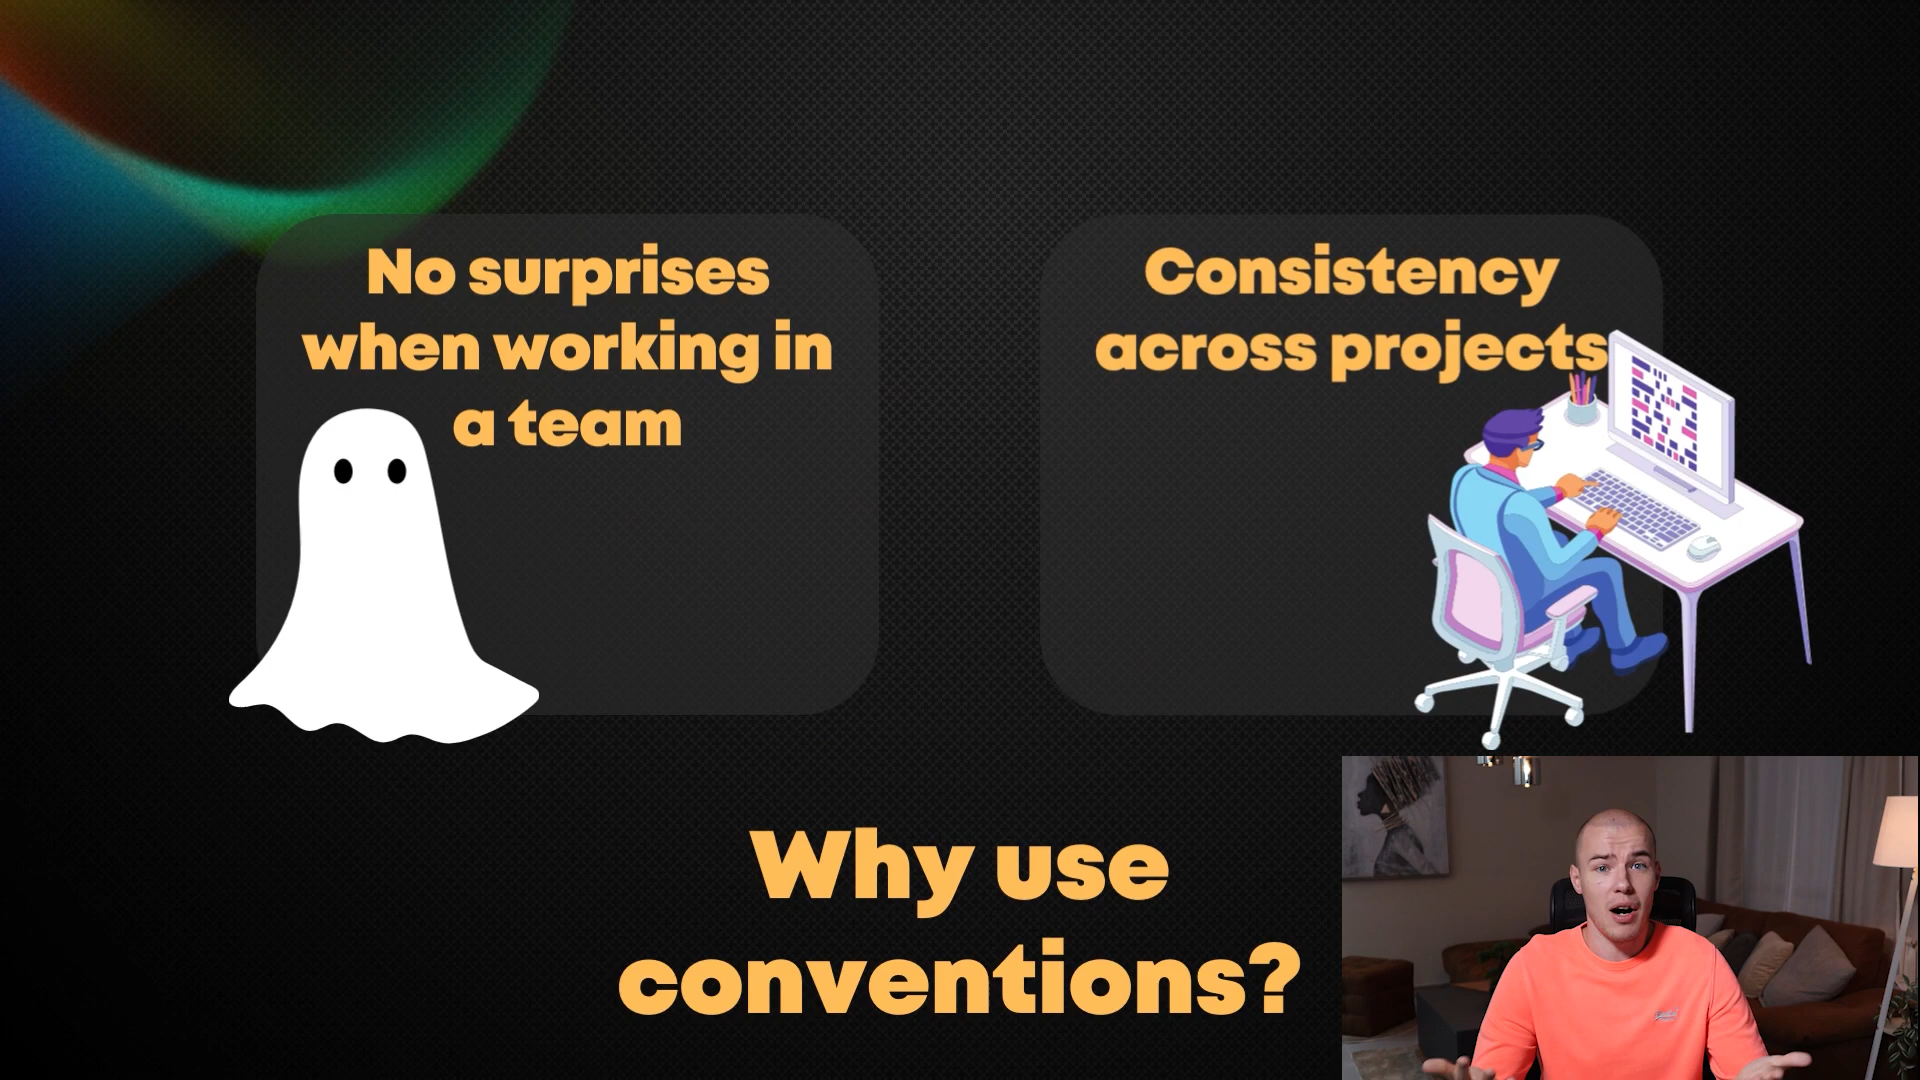 No surprises
when working in
a team
Consistency
across projects
Why use
conventions?